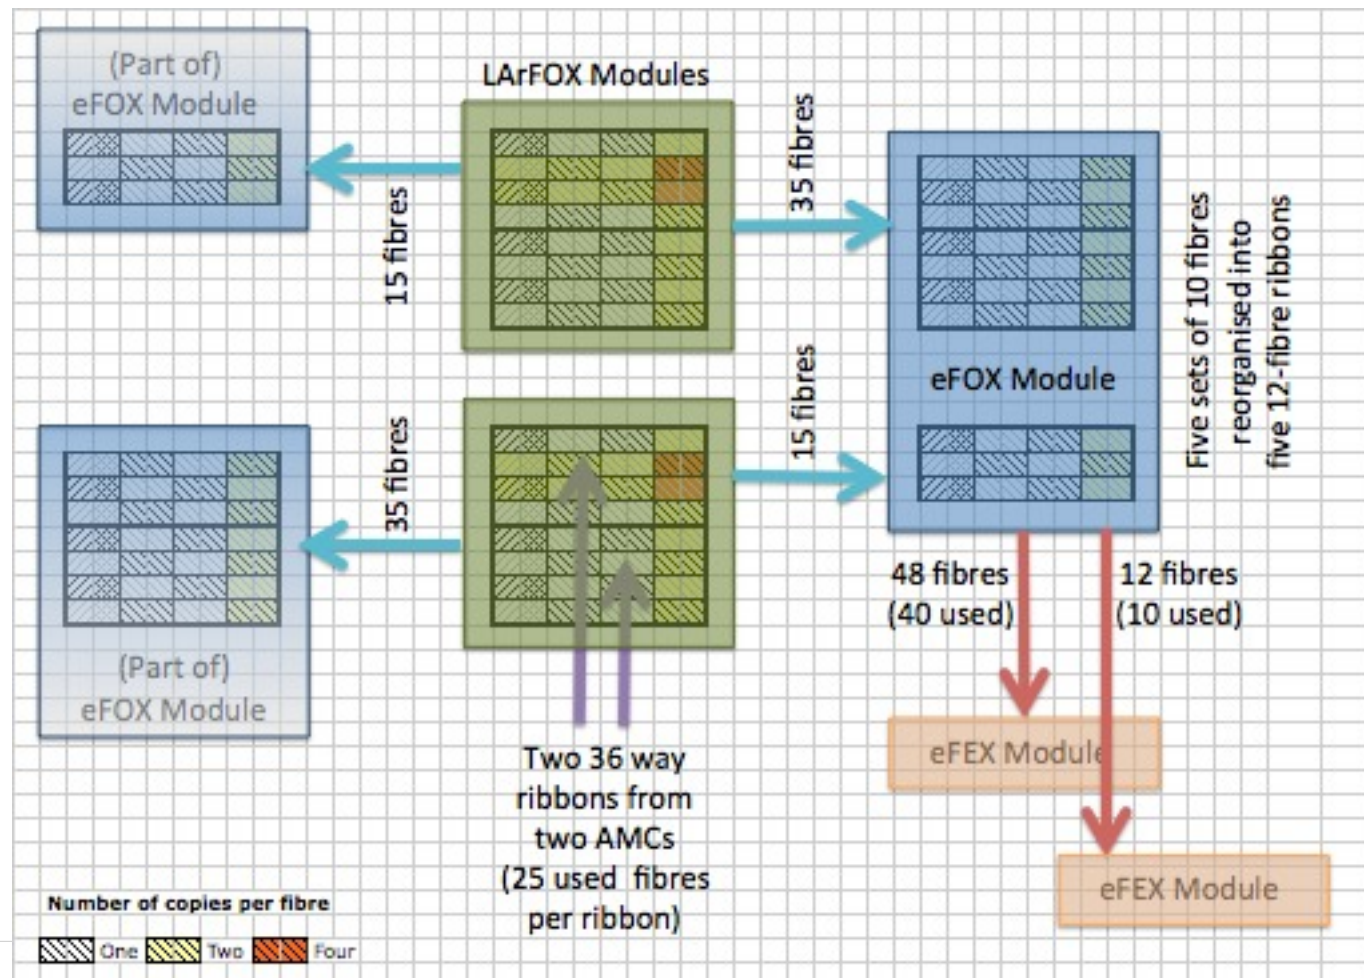 (Part of)
eFOX Module
LArFOX Modules
15 fibres
35 fibres
eFOX Module
Five sets of 10 fibres
reorganised into
five 12-fibre ribbons
35 fibres
15 fibres
(Part of)
eFOX Module
48 fibres
(40 used)
12 fibres
(10 used)
Two 36 way
ribbons from
two AMCs
(25 used fibres
per ribbon)
eFEX Module
eFEX Module
Number of copies per fibre
One
Two
Four